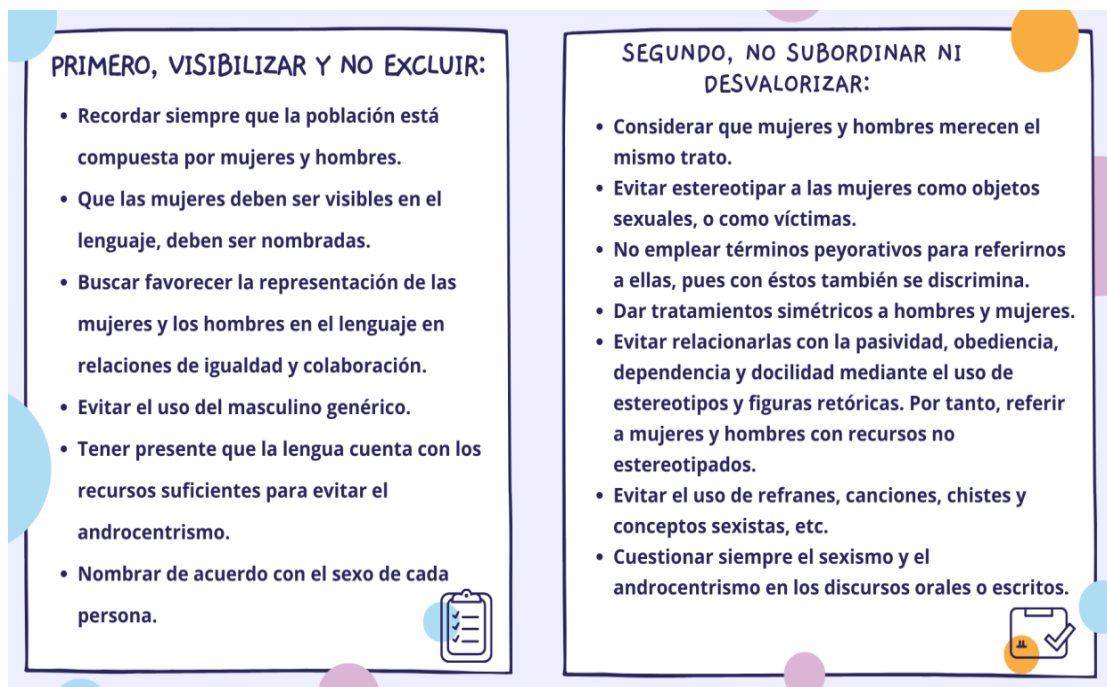 PRIMERO, VISIBILIZAR Y NO EXCLUIR:
• Recordar siempre que la población está
compuesta por mujeres y hombres.
• Que las mujeres deben ser visibles en el
lenguaje, deben ser nombradas.
• Buscar favorecer la representación de las
mujeres y los hombres en el lenguaje en
relaciones de igualdad y colaboración.
• Evitar el uso del masculino genérico.
• Tener presente que la lengua cuenta con los
recursos suficientes para evitar el
androcentrismo.
• Nombrar de acuerdo con el sexo de cada
persona.
SEGUNDO, NO SUBORDINAR NI
DESVALORIZAR:
• Considerar que mujeres y hombres merecen el
mismo trato.
• Evitar estereotipar a las mujeres como objetos
sexuales, o como víctimas.
• No emplear términos peyorativos para referirnos
a ellas, pues con éstos también se discrimina.
• Dar tratamientos simétricos a hombres y mujeres.
• Evitar relacionarlas con la pasividad, obediencia,
dependencia y docilidad mediante el uso de
estereotipos y figuras retóricas. Por tanto, referir
a mujeres y hombres con recursos no
estereotipados.
• Evitar el uso de refranes, canciones, chistes y
conceptos sexistas, etc.
• Cuestionar siempre el sexismo y el
androcentrismo en los discursos orales o escritos.